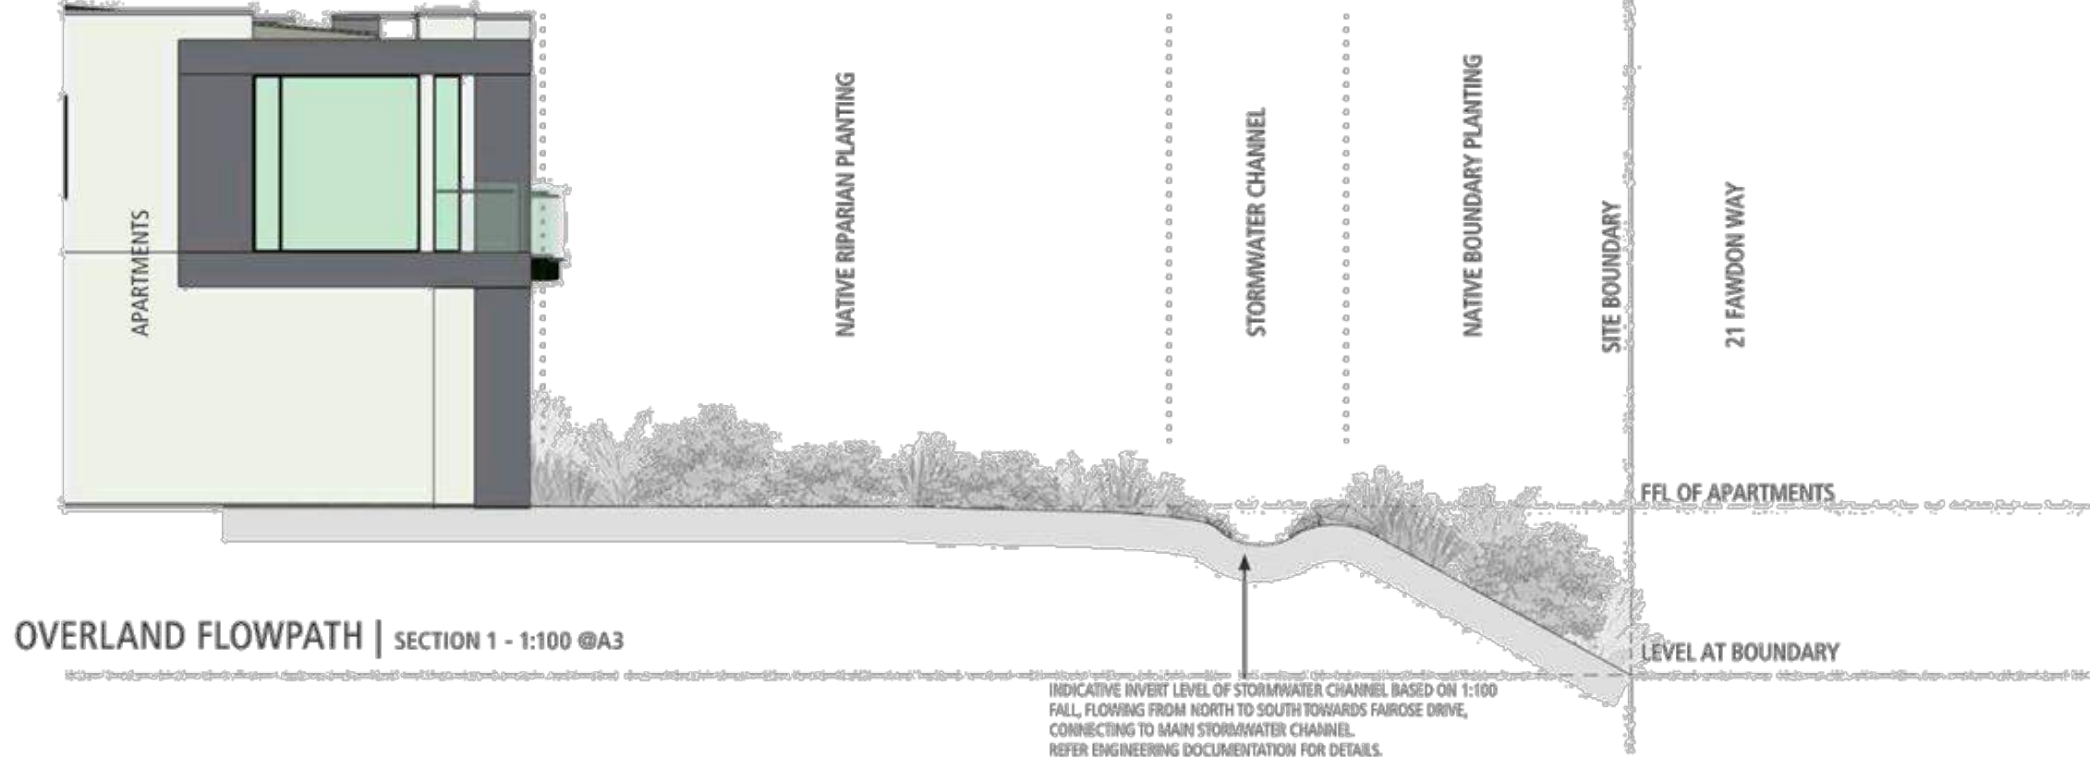 APARTMENTS
NATIVE RIPARIAN PLANTING
STORMWATER CHANNEL
NATIVE BOUNDARY PLANTING
SITE BOUNDARY
21 FAWDON WAY
FFL OF APARTMENTS
LEVEL AT BOUNDARY
OVERLAND FLOWPATH | SECTION 1 - 1:100 @A3
INDICATIVE INVERT LEVEL OF STORMWATER CHANNEL BASED ON 1:100
FALL, FLOWING FROM NORTH TO SOUTH TOWARDS FAIROSE DRIVE,
CONNECTING TO MAIN STORMWATER CHANNEL.
REFER ENGINEERING DOCUMENTATION FOR DETAILS.